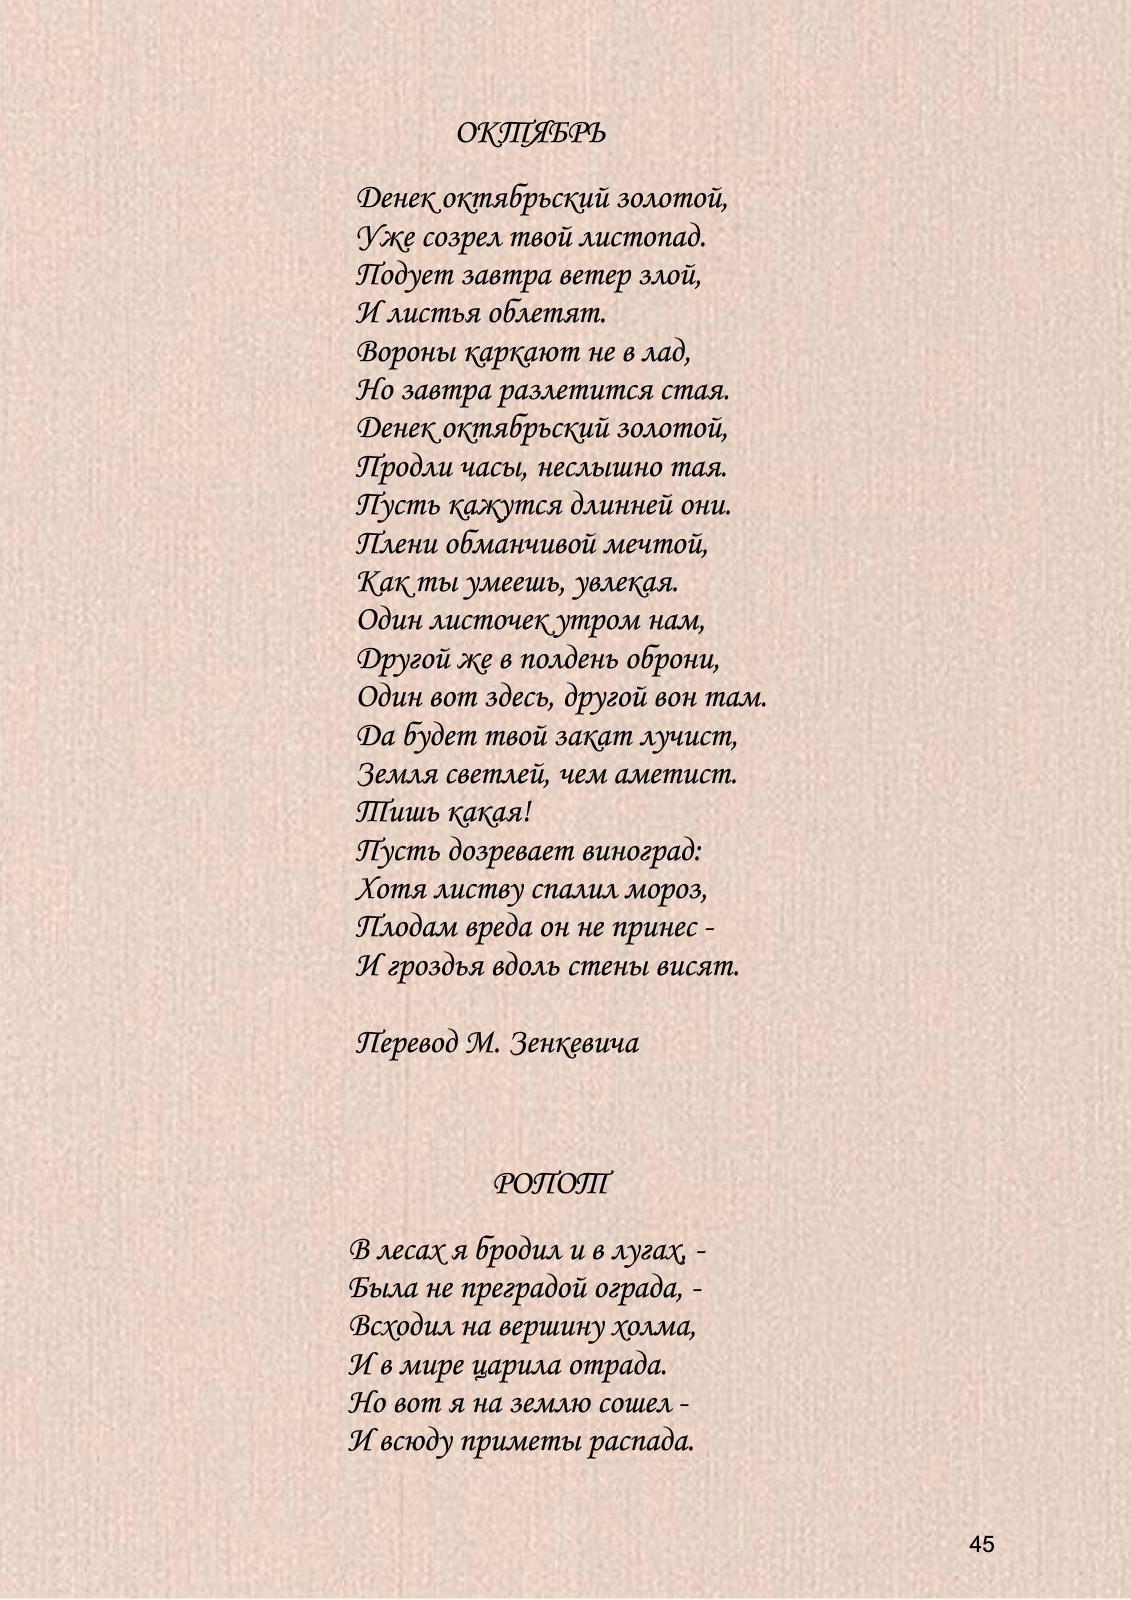 ОКТЯБРЬ
Денек октябрьский золотой,
Уже созрел твой листопад.
Подует завтра ветер злой,
И листья облетят.
Вороны каркают не в лад,
Но завтра разлетится стая.
Денек октябрьский золотой,
Продли часы, неслышно тая.
Пусть кажутся длинней они.
Плени обманчивой мечтой,
Как ты умеешь, увлекая.
Один листочек утром нам,
Другой же в полдень оброни,
Один вот здесь, другой вон там.
Да будет твой закат лучист,
Земля светлей, чем аметист.
Тишь какая!
Пусть дозревает виноград:
Хотя листву спалил мороз,
Плодам вреда он не принес -
И гроздья вдоль стены висят.
Перевод М. Зенкевича
РОПОТ
В лесах я бродил и в лугах, -
Была не преградой ограда, -
Всходил на вершину холма,
И в мире царила отрада.
Но вот я на землю сошел -
И всюду приметы распада.
45